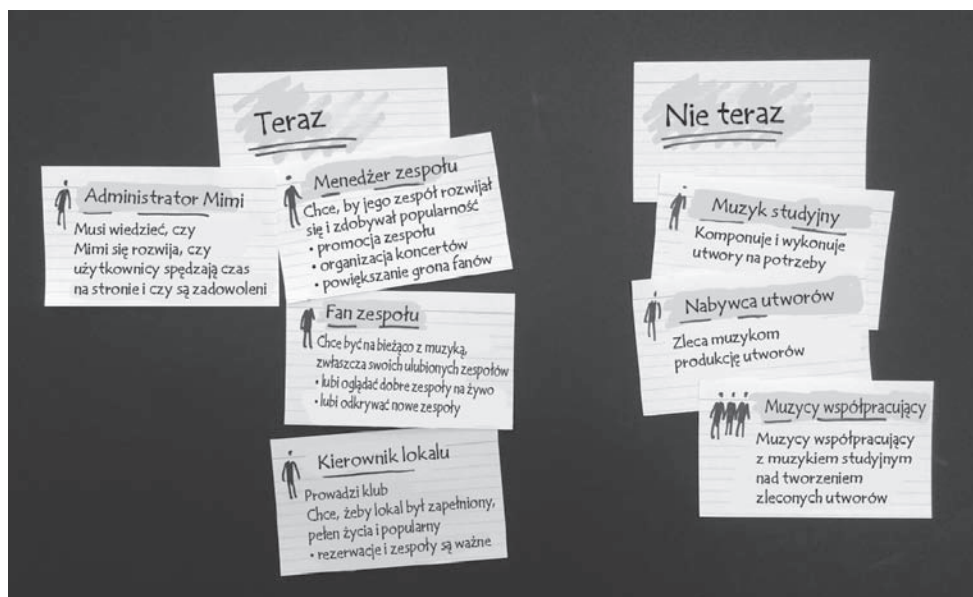 Teraz
Administrator Mimi
Musi wiedzieć, czy
Mimi się rozwija, czy
użytkownicy spędzają czas
na stronie i czy są zadowoleni
Menedżer zespołu
Chce, by jego zespół rozwijał
się i zdobywał popularność
• promocja zespołu
• organizacja koncertów
• powiększanie grona fanów
Fan zespołu
Chce być na bieżąco z muzyką,
zwłaszcza swoich ulubionych zespołów
• lubi oglądać dobre zespoły na żywo
• lubi odkrywać nowe zespoły
Kierownik lokalu
Prowadzi klub
Chce, żeby lokal był zapełniony,
pełen życia i popularny
• rezerwacje i zespoły są ważne
Nie teraz
Muzyk studyjny
Komponuje i wykonuje
utwory na potrzeby
Nabywca utworów
Zleca muzykom
produkcję utworów
Muzycy współpracujący
Muzycy współpracujący
z muzykiem studyjnym
nad tworzeniem
zleconych utworów